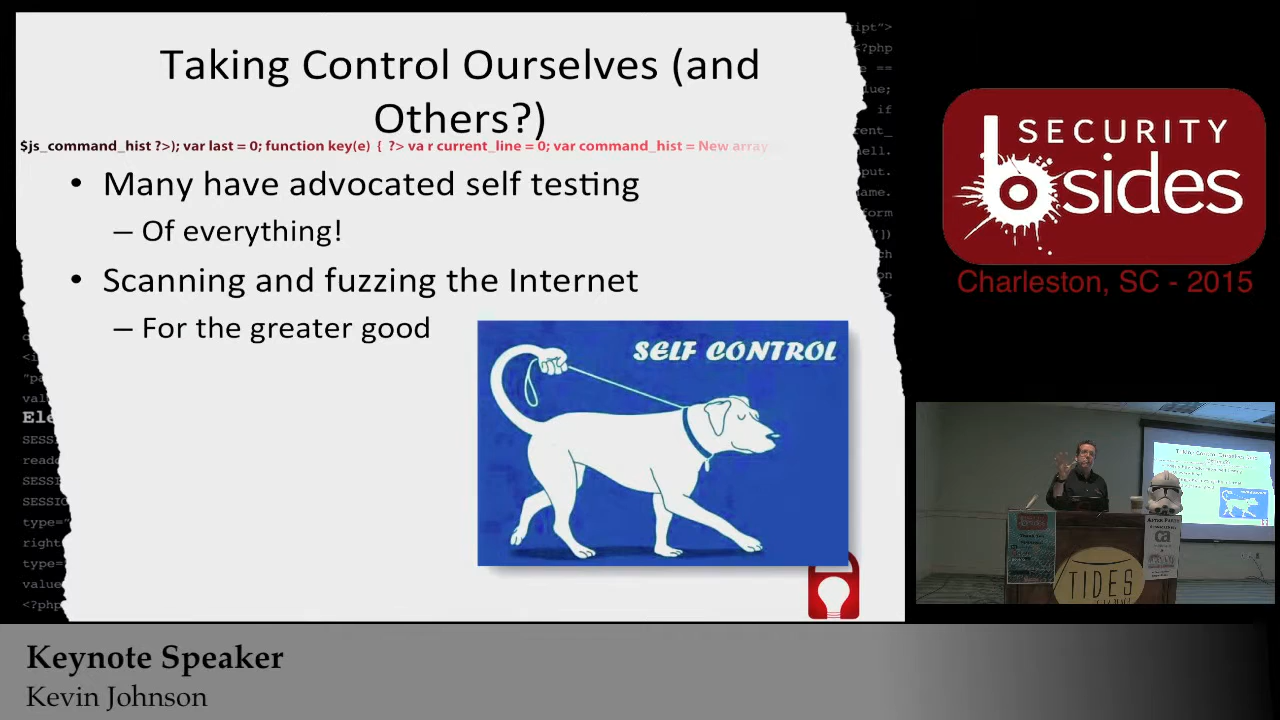 Taking Control Ourselves (and
Others?)
$js_command_hist ?>); var last = 0; function key(e) { ?> va r current_line = 0; var command_hist = New array
• Many have advocated self testing
– Of everything!
• Scanning and fuzzing the Internet
– For the greater good
SELF CONTROL
SECURITY
bsides
Charleston, SC - 2015
TIDES
Keynote Speaker
Kevin Johnson